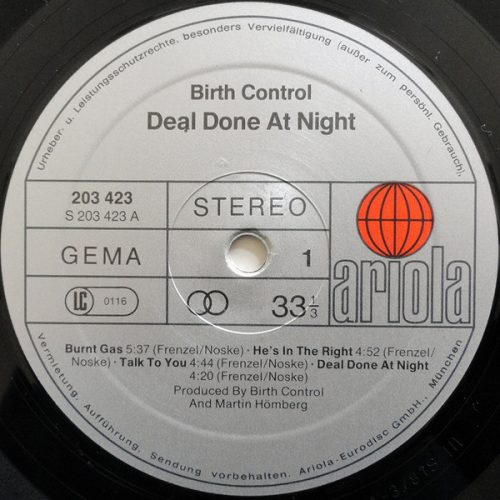 Urheber- u. Leistungsschutzrechte, besonders Vervielfältigung (außer zum persönl. Gebrauch),
Birth Control
Deal Done At Night
203 423
S 203 423 A
STEREO
GEMA
1
LC 0116
33 1/3
ariola
Burnt Gas 5:37 (Frenzel/Noske) · He's In The Right 4:52 (Frenzel/
Noske) · Talk To You 4:44 (Frenzel/Noske) · Deal Done At Night
4:20 (Frenzel/Noske)
Produced By Birth Control
And Martin Hömberg
Vermietung, Aufführung, Sendung vorbehalten. Ariola-Eurodisc GmbH., München